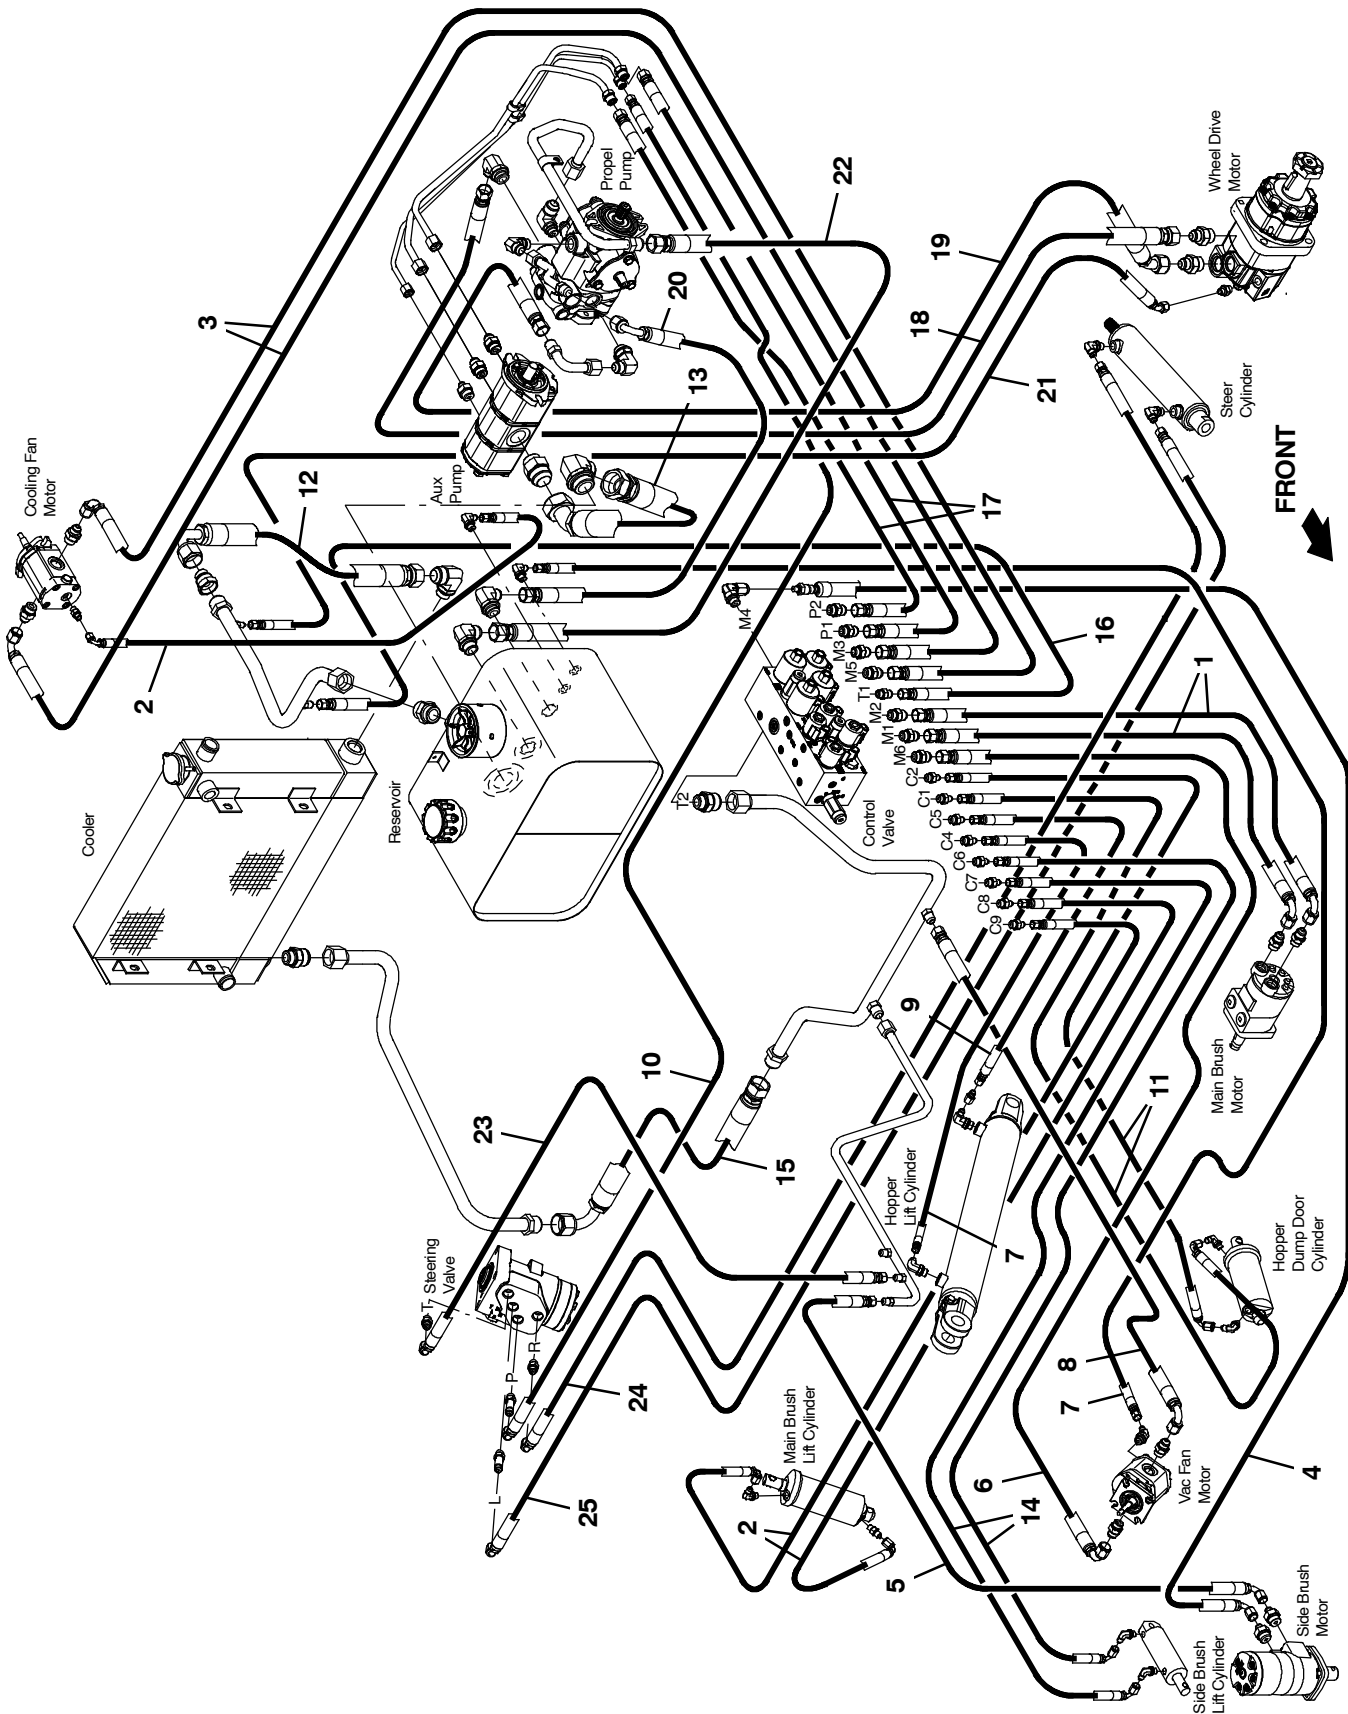 Cooling Fan
Motor
3
12
2
Cooler
Reservoir
Aux
Pump
Propel
Pump
13
20
22
19
18
21
Wheel Drive
Motor
Steer
Cylinder
FRONT
17
16
1
M4
P2
P1
M3
M5
T1
M2
M1
M6
C2
C1
C5
C4
C6
C7
C8
C9
T2
Control
Valve
10
23
15
9
Steering
Valve
T
P
R
L
24
25
Hopper
Lift Cylinder
7
Main Brush
Lift Cylinder
2
Main Brush
Motor
11
Hopper
Dump Door
Cylinder
8
7
6
Vac Fan
Motor
14
5
4
Side Brush
Lift Cylinder
Side Brush
Motor